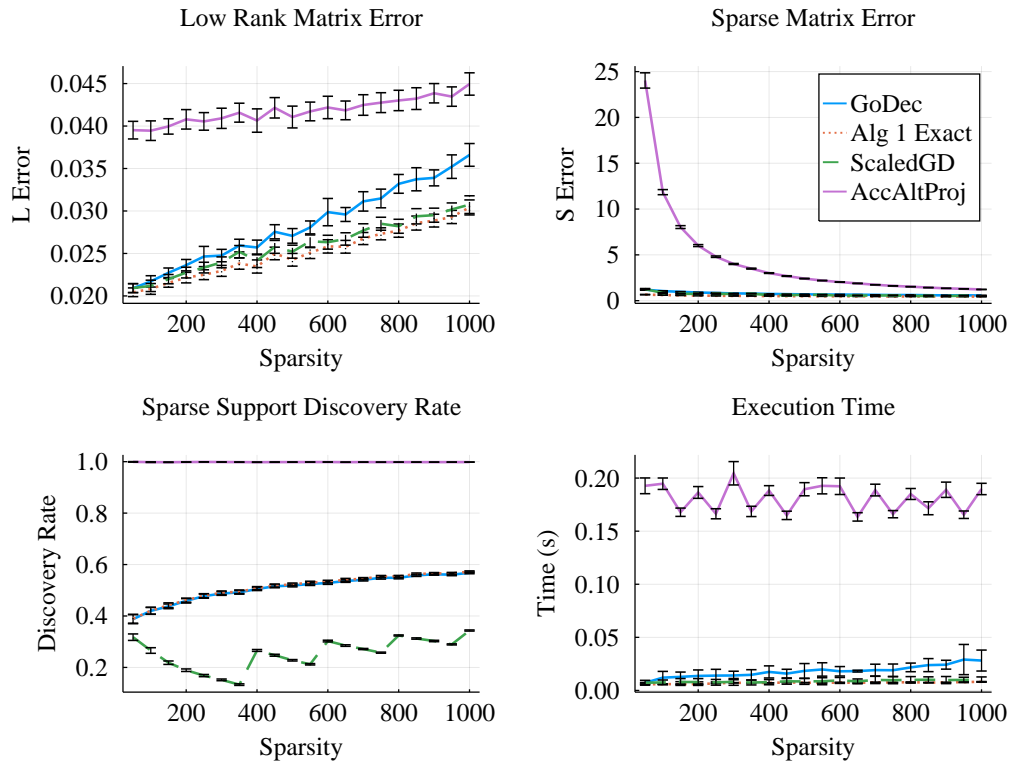 Low Rank Matrix Error
L Error
0.045
0.040
0.035
0.030
0.025
0.020
200 400 600 800 1000
Sparsity
Sparse Matrix Error
S Error
25
20
15
10
5
0
200 400 600 800 1000
Sparsity
GoDec
Alg 1 Exact
ScaledGD
AccAltProj
Sparse Support Discovery Rate
Discovery Rate
1.0
0.8
0.6
0.4
0.2
200 400 600 800 1000
Sparsity
Execution Time
Time (s)
0.20
0.15
0.10
0.05
0.00
200 400 600 800 1000
Sparsity